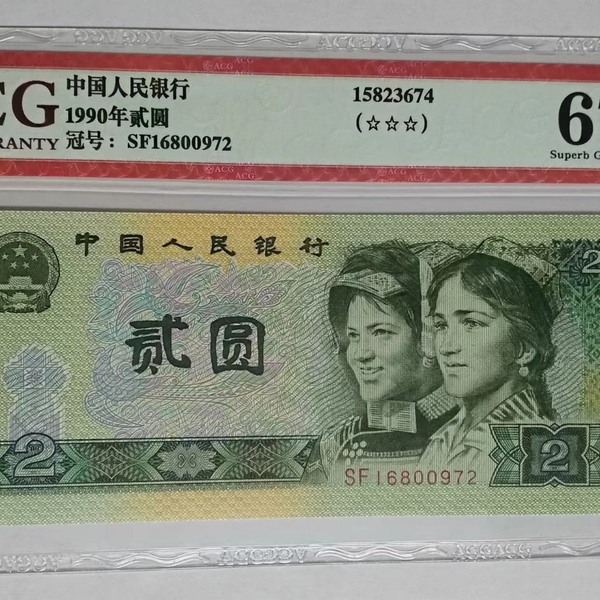 CG
中国人民银行
15823674
1990年贰圆
(☆☆☆)
RANTY
冠号: SF16800972
Superb G
中国人民银行
2
贰圆
2
2
SF16800972